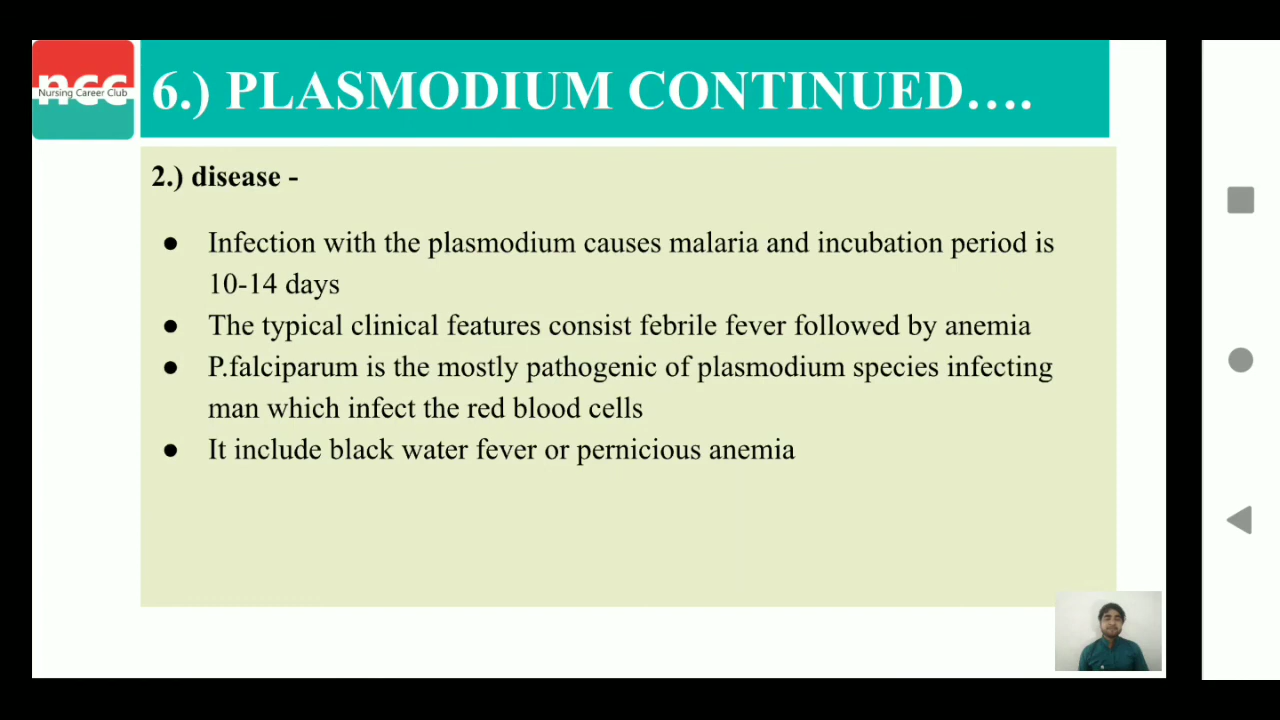 ncc
Nursing Career Club
6.) PLASMODIUM CONTINUED....
2.) disease -
● Infection with the plasmodium causes malaria and incubation period is
10-14 days
● The typical clinical features consist febrile fever followed by anemia
● P.falciparum is the mostly pathogenic of plasmodium species infecting
man which infect the red blood cells
● It include black water fever or pernicious anemia